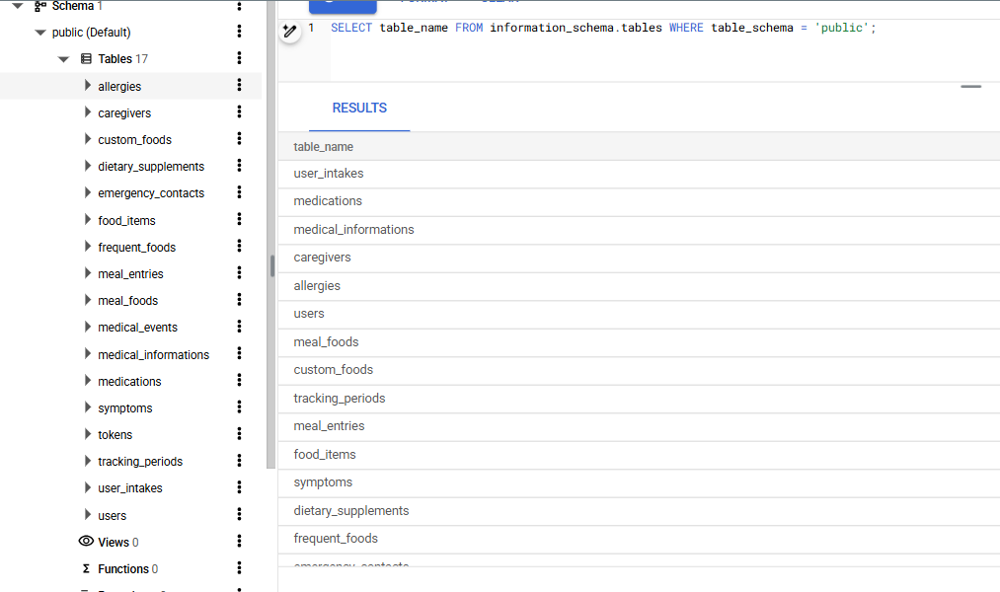 Schema 1
public (Default)
Tables 17
allergies
caregivers
custom_foods
dietary_supplements
emergency_contacts
food_items
frequent_foods
meal_entries
meal_foods
medical_events
medical_informations
medications
symptoms
tokens
tracking_periods
user_intakes
users
Views 0
Functions 0
1 SELECT table_name FROM information_schema.tables WHERE table_schema = 'public';
RESULTS
table_name
user_intakes
medications
medical_informations
caregivers
allergies
users
meal_foods
custom_foods
tracking_periods
meal_entries
food_items
symptoms
dietary_supplements
frequent_foods
emergency_contacts